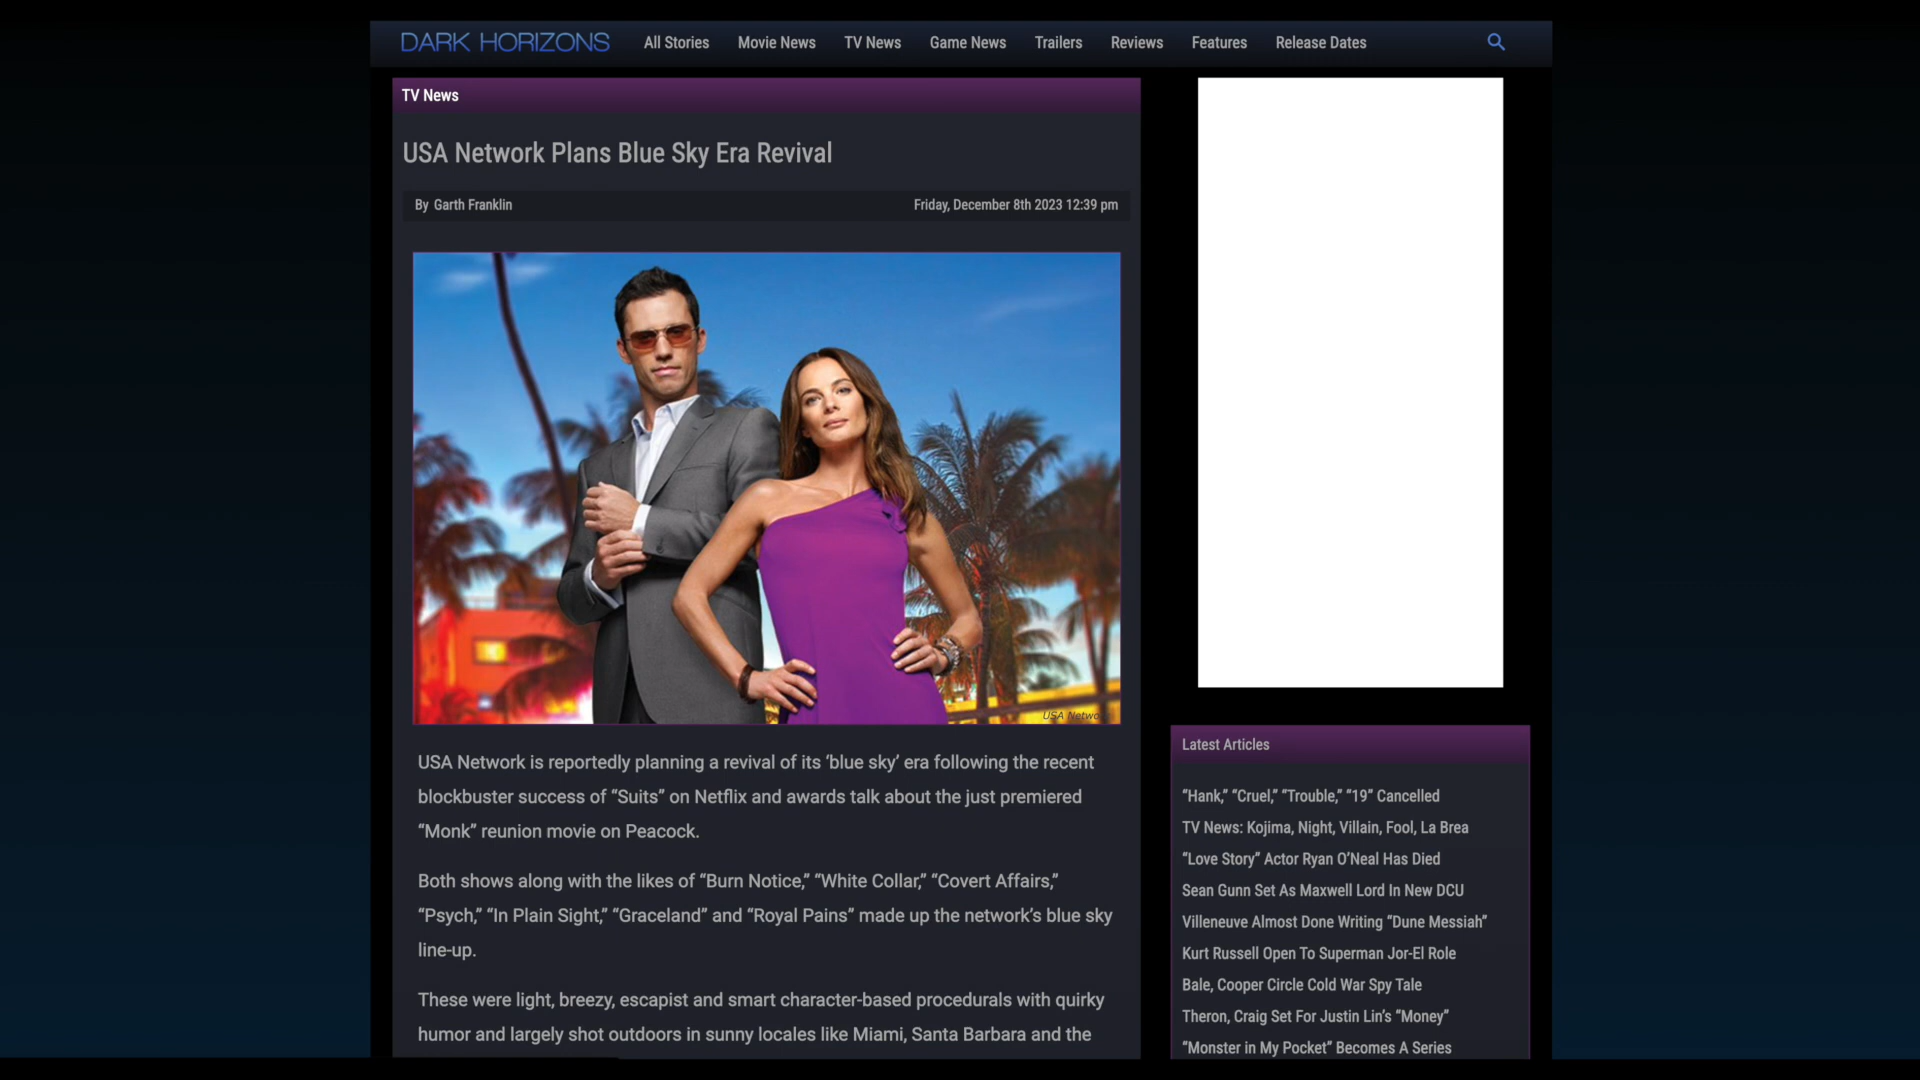 DARK HORIZONS
All Stories Movie News TV News Game News Trailers Reviews Features Release Dates
TV News
USA Network Plans Blue Sky Era Revival
By Garth Franklin Friday, December 8th 2023 12:39 pm
USA Network
USA Network is reportedly planning a revival of its ‘blue sky’ era following the recent
blockbuster success of “Suits” on Netflix and awards talk about the just premiered
“Monk” reunion movie on Peacock.
Both shows along with the likes of “Burn Notice,” “White Collar,” “Covert Affairs,”
“Psych,” “In Plain Sight,” “Graceland” and “Royal Pains” made up the network’s blue sky
line-up.
These were light, breezy, escapist and smart character-based procedurals with quirky
humor and largely shot outdoors in sunny locales like Miami, Santa Barbara and the
Latest Articles
“Hank,” “Cruel,” “Trouble,” “19” Cancelled
TV News: Kojima, Night, Villain, Fool, La Brea
“Love Story” Actor Ryan O’Neal Has Died
Sean Gunn Set As Maxwell Lord In New DCU
Villeneuve Almost Done Writing “Dune Messiah”
Kurt Russell Open To Superman Jor-El Role
Bale, Cooper Circle Cold War Spy Tale
Theron, Craig Set For Justin Lin’s “Money”
“Monster in My Pocket” Becomes A Series